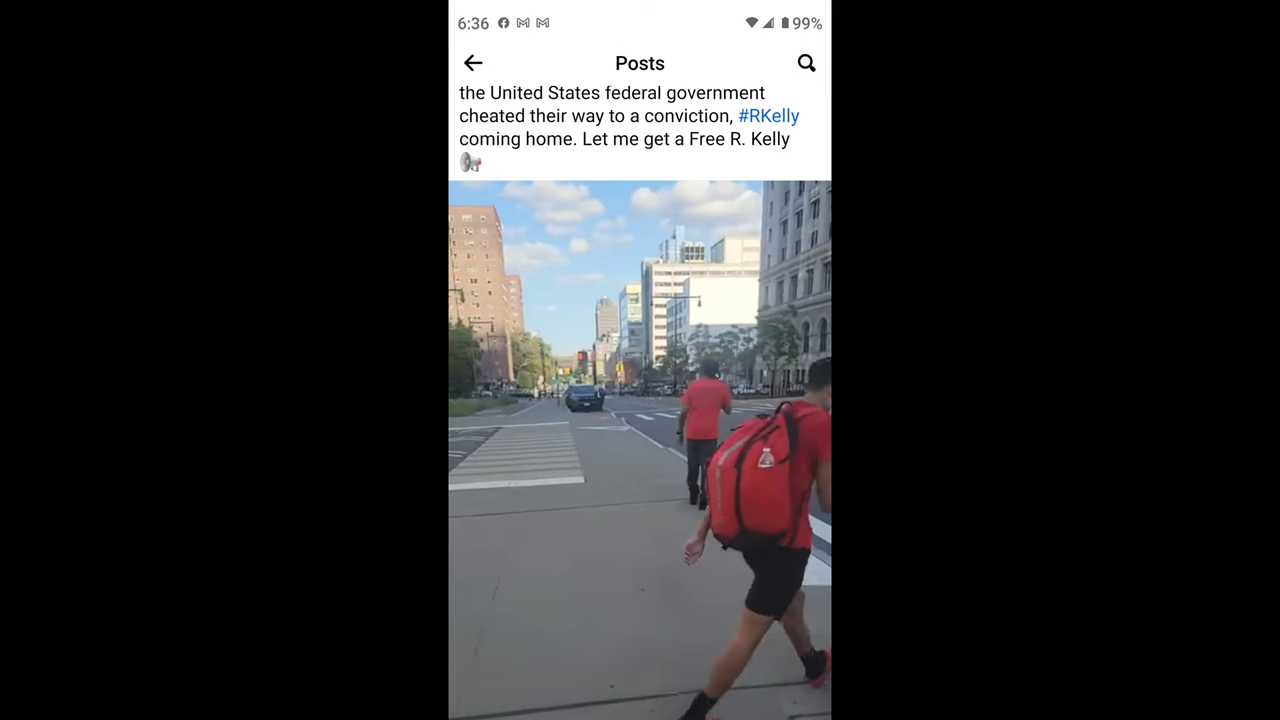 6:36 99%
Posts
the United States federal government
cheated their way to a conviction, #RKelly
coming home. Let me get a Free R. Kelly